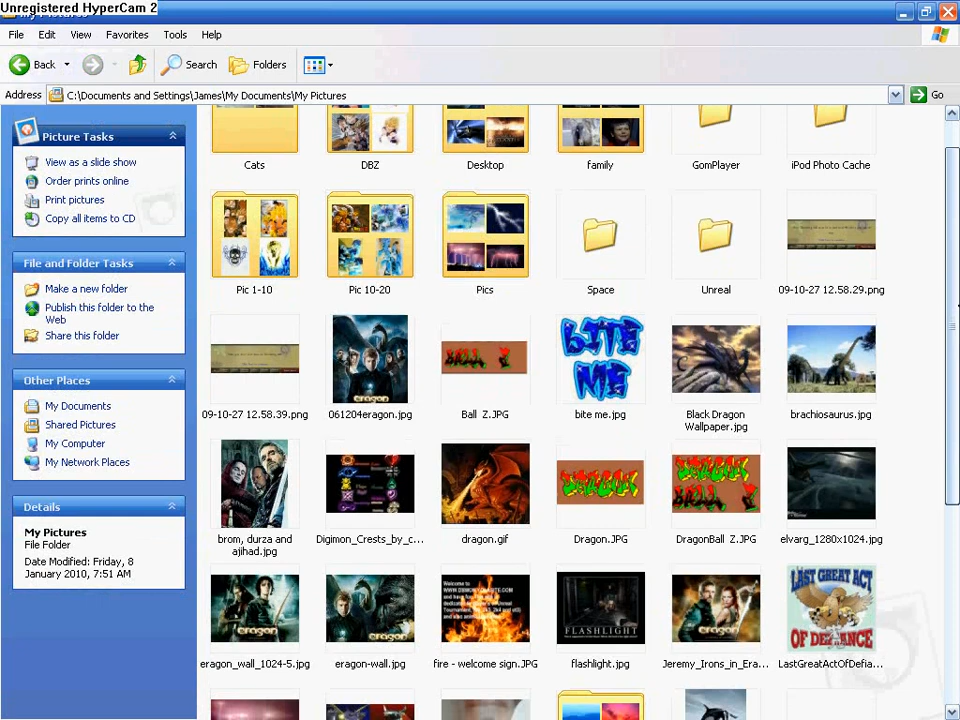 Unregistered HyperCam 2
File Edit View Favorites Tools Help
Back Search Folders
Address C:\Documents and Settings\James\My Documents\My Pictures Go
Picture Tasks
View as a slide show
Order prints online
Print pictures
Copy all items to CD
File and Folder Tasks
Make a new folder
Publish this folder to the
Web
Share this folder
Other Places
My Documents
Shared Pictures
My Computer
My Network Places
Details
My Pictures
File Folder
Date Modified: Friday, 8
January 2010, 7:51 AM
Cats DBZ Desktop family GomPlayer iPod Photo Cache
Pic 1-10 Pic 10-20 Pics Space Unreal 09-10-27 12.58.29.png
eragon
BITE
ME
09-10-27 12.58.39.png 061204eragon.jpg Ball Z.JPG bite me.jpg Black Dragon
Wallpaper.jpg brachiosaurus.jpg
brom, durza and
ajihad.jpg Digimon_Crests_by_c... dragon.gif Dragon.JPG DragonBall Z.JPG elvarg_1280x1024.jpg
eragon eragon Welcome to FLASHLIGHT eragon LAST GREAT ACT
OF DEFIANCE
eragon_wall_1024-5.jpg eragon-wall.jpg fire - welcome sign.JPG flashlight.jpg Jeremy_Irons_in_Era... LastGreatActOfDefia...